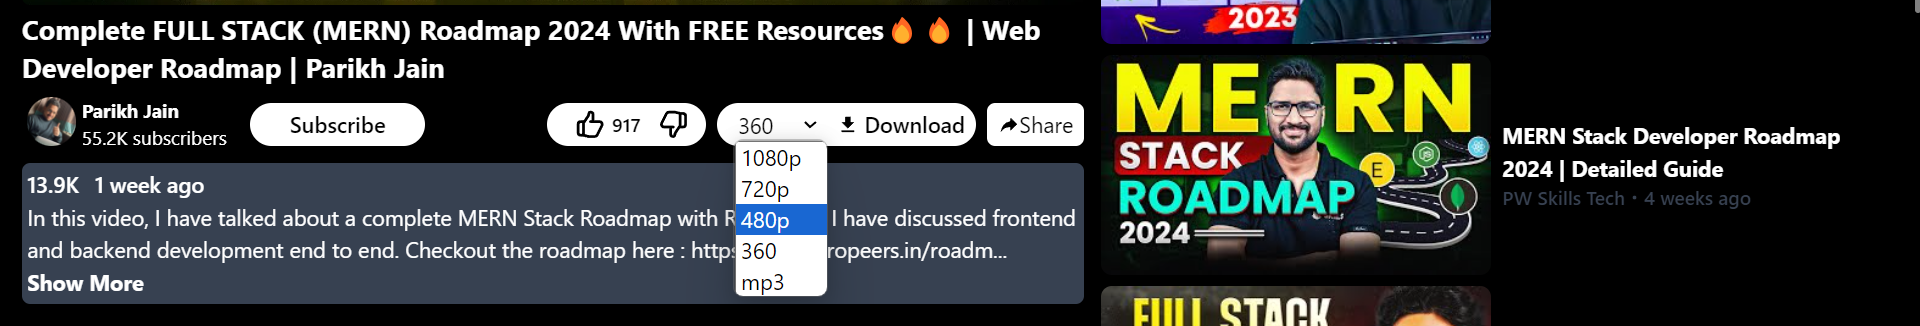 Complete FULL STACK (MERN) Roadmap 2024 With FREE Resources🔥 🔥 | Web
Developer Roadmap | Parikh Jain
Parikh Jain
55.2K subscribers
Subscribe
917
360
Download
Share
1080p
720p
480p
360
mp3
13.9K 1 week ago
In this video, I have talked about a complete MERN Stack Roadmap with R I have discussed frontend
and backend development end to end. Checkout the roadmap here : http ropeers.in/roadm...
Show More
2023
MERN
STACK
ROADMAP
2024
E
MERN Stack Developer Roadmap
2024 | Detailed Guide
PW Skills Tech • 4 weeks ago
FULL STACK